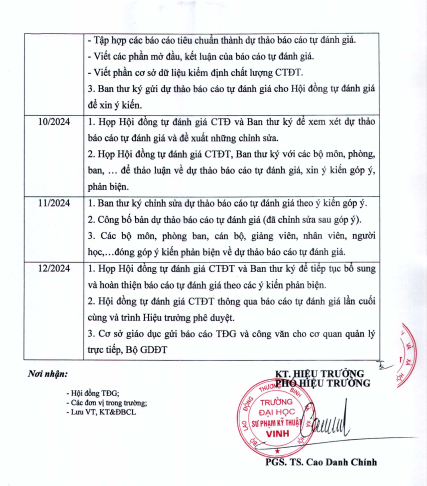 - Tập hợp các báo cáo tiêu chuẩn thành dự thảo báo cáo tự đánh giá.
- Viết các phần mở đầu, kết luận của báo cáo tự đánh giá.
- Viết phần cơ sở dữ liệu kiểm định chất lượng CTĐT.
3. Ban thư ký gửi dự thảo báo cáo tự đánh giá cho Hội đồng tự đánh giá
để xin ý kiến.
10/2024
1. Họp Hội đồng tự đánh giá CTĐ và Ban thư ký để xem xét dự thảo
báo cáo tự đánh giá và đề xuất những chỉnh sửa.
2. Họp Hội đồng tự đánh giá CTĐT, Ban thư ký với các bộ môn, phòng,
ban, … để thảo luận về dự thảo báo cáo tự đánh giá, xin ý kiến góp ý,
phản biện.
11/2024
1. Ban thư ký chỉnh sửa dự thảo báo cáo tự đánh giá theo ý kiến góp ý.
2. Công bố bản dự thảo báo cáo tự đánh giá (đã chỉnh sửa sau góp ý).
3. Các bộ môn, phòng ban, cán bộ, giảng viên, nhân viên, người
học,…đóng góp ý kiến phản biện về dự thảo báo cáo tự đánh giá.
12/2024
1. Họp Hội đồng tự đánh giá CTĐT và Ban thư ký để tiếp tục bổ sung
và hoàn thiện báo cáo tự đánh giá theo các ý kiến phản biện.
2. Hội đồng tự đánh giá CTĐT thông qua báo cáo tự đánh giá lần cuối
cùng và trình Hiệu trưởng phê duyệt.
3. Cơ sở giáo dục gửi báo cáo TĐG và công văn cho cơ quan quản lý
trực tiếp, Bộ GDĐT
Nơi nhận:
- Hội đồng TĐG;
- Các đơn vị trong trường;
- Lưu VT, KT&ĐBCL
KT. HIỆU TRƯỞNG
PHÓ HIỆU TRƯỞNG
BỘ LAO ĐỘNG THƯƠNG BINH
XÃ HỘI
TRƯỜNG
ĐẠI HỌC
SƯ PHẠM KỸ THUẬT
VINH
PGS. TS. Cao Danh Chính